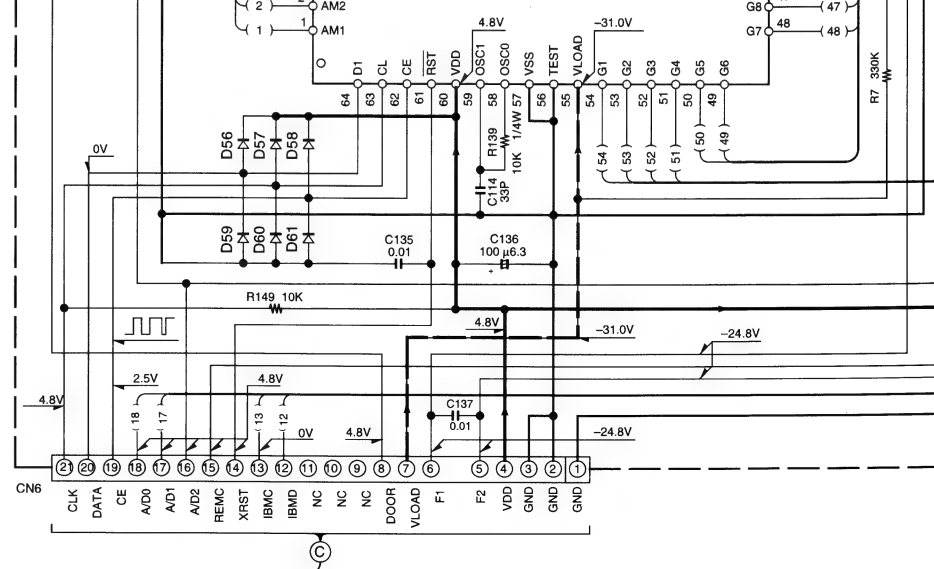 2
AM2
1
1
AM1
4.8V
–31.0V
G8
47
48
G7
48
D1
CL
CE
RST
VDD
OSC1
OSC0
VSS
TEST
VLOAD
G1
G2
G3
G4
G5
G6
R7 330K
64
63
62
61
60
59
58
57
56
55
54
53
52
51
50
49
D56
D57
D58
R139
10K
1/4W
0V
54
53
52
51
50
49
C114
33P
D59
D60
D61
C135
0.01
C136
100 μ6.3
+
R149 10K
4.8V
–31.0V
–24.8V
2.5V
4.8V
4.8V
18
17
13
12
0V
4.8V
C137
0.01
–24.8V
21
20
19
18
17
16
15
14
13
12
11
10
9
8
7
6
5
4
3
2
1
CN6
CLK
DATA
CE
A/D0
A/D1
A/D2
REMC
XRST
IBMC
IBMD
NC
NC
NC
DOOR
VLOAD
F1
F2
VDD
GND
GND
GND
C